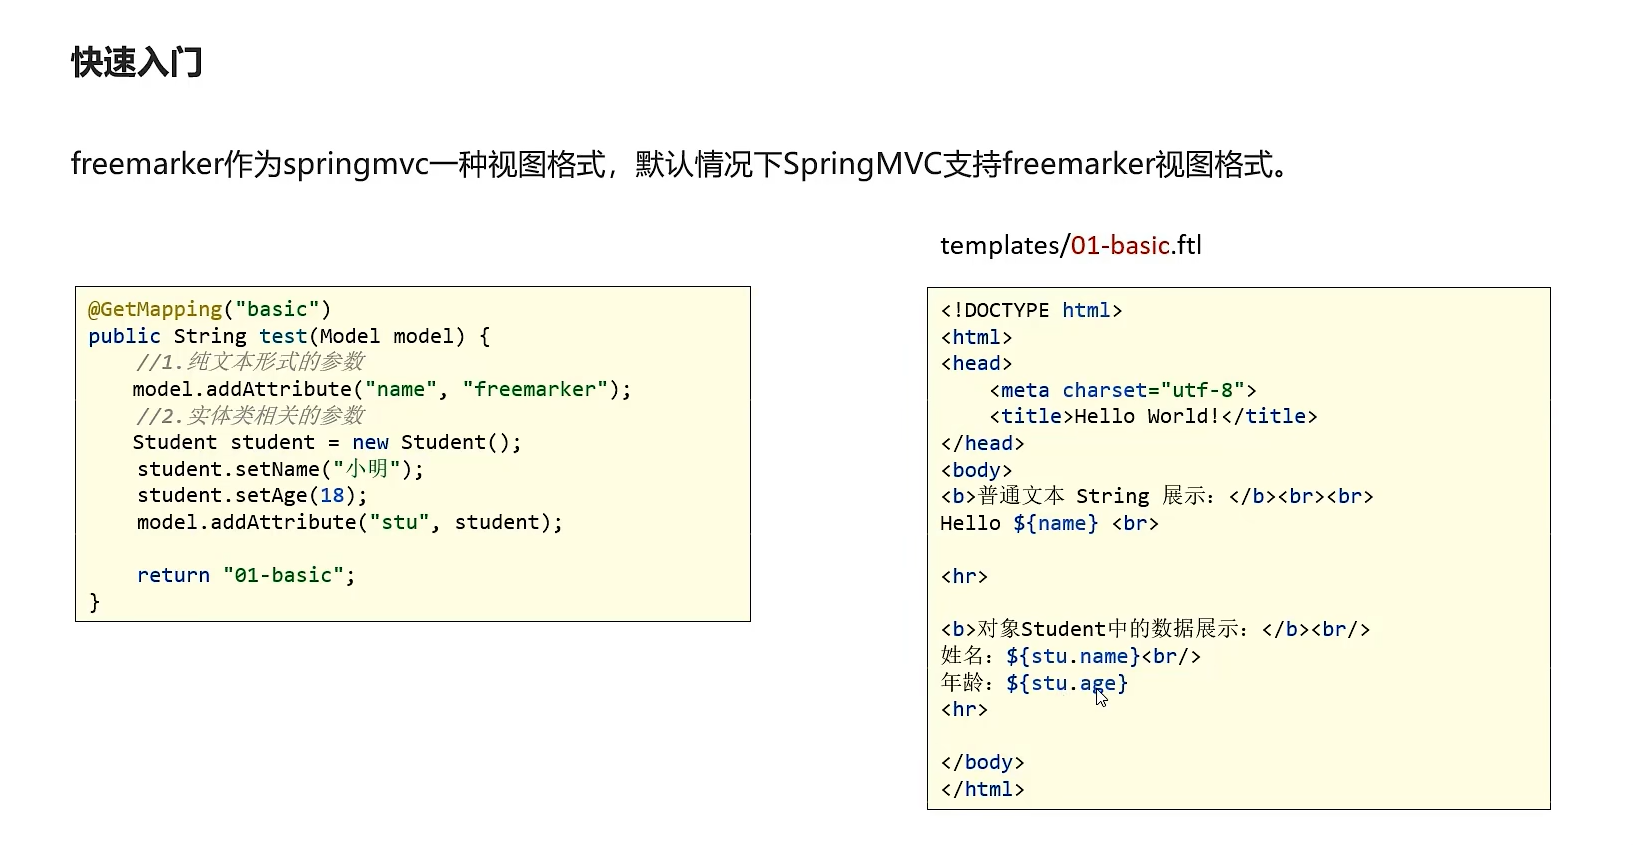 快速入门
freemarker作为springmvc一种视图格式，默认情况下SpringMVC支持freemarker视图格式。
@GetMapping("basic")
public String test(Model model) {
//1.纯文本形式的参数
model.addAttribute("name", "freemarker");
//2.实体类相关的参数
Student student = new Student();
student.setName("小明");
student.setAge(18);
model.addAttribute("stu", student);
return "01-basic";
}
templates/01-basic.ftl
<!DOCTYPE html>
<html>
<head>
<meta charset="utf-8">
<title>Hello World!</title>
</head>
<body>
<b>普通文本 String 展示：</b><br><br>
Hello ${name} <br>
<hr>
<b>对象Student中的数据展示：</b><br/>
姓名：${stu.name}<br/>
年龄：${stu.age}
<hr>
</body>
</html>